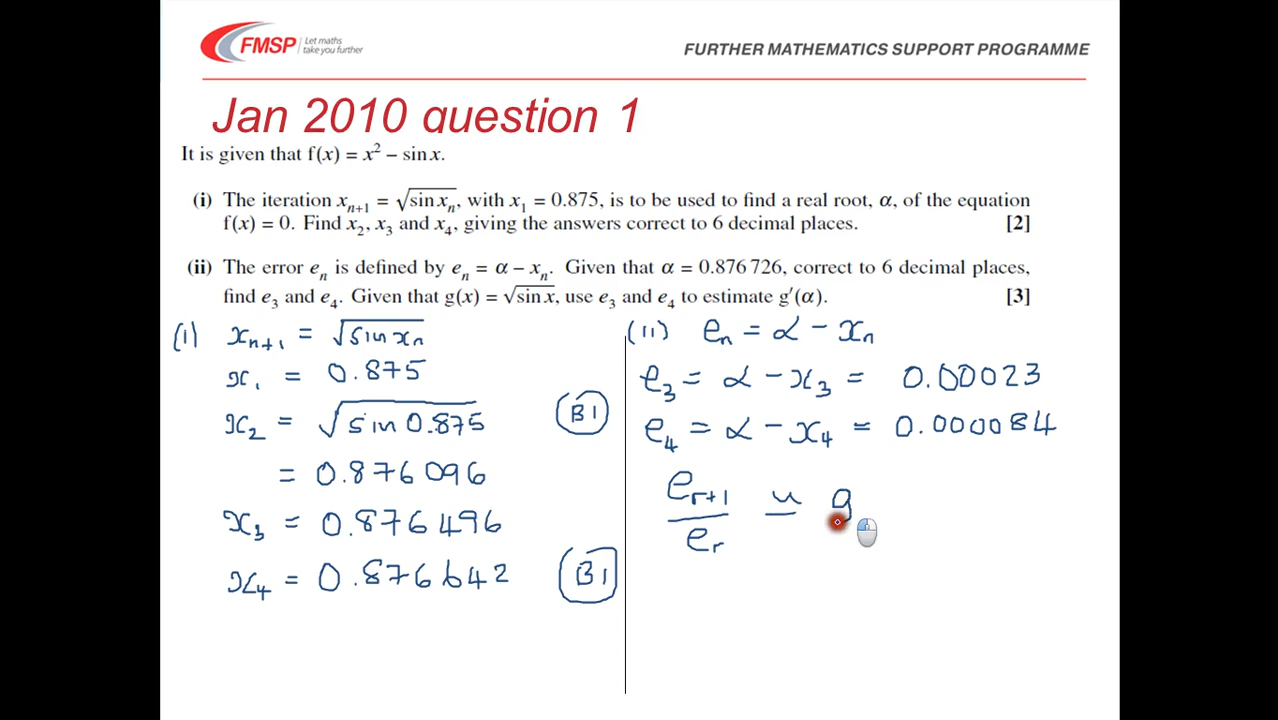 FMSP Let maths take you further
FURTHER MATHEMATICS SUPPORT PROGRAMME
Jan 2010 question 1
It is given that f(x) = x² − sin x.
(i) The iteration xₙ₊₁ = √(sin xₙ), with x₁ = 0.875, is to be used to find a real root, α, of the equation
f(x) = 0. Find x₂, x₃ and x₄, giving the answers correct to 6 decimal places. [2]
(ii) The error eₙ is defined by eₙ = α − xₙ. Given that α = 0.876 726, correct to 6 decimal places,
find e₃ and e₄. Given that g(x) = √(sin x), use e₃ and e₄ to estimate g′(α). [3]
(i) xₙ₊₁ = √(sin xₙ)
x₁ = 0.875
x₂ = √(sin 0.875) B1
= 0.876096
x₃ = 0.876496
x₄ = 0.876642 B1
(ii) eₙ = α − xₙ
e₃ = α − x₃ = 0.00023
e₄ = α − x₄ = 0.000084
eᵣ₊₁ / eᵣ ≃ g